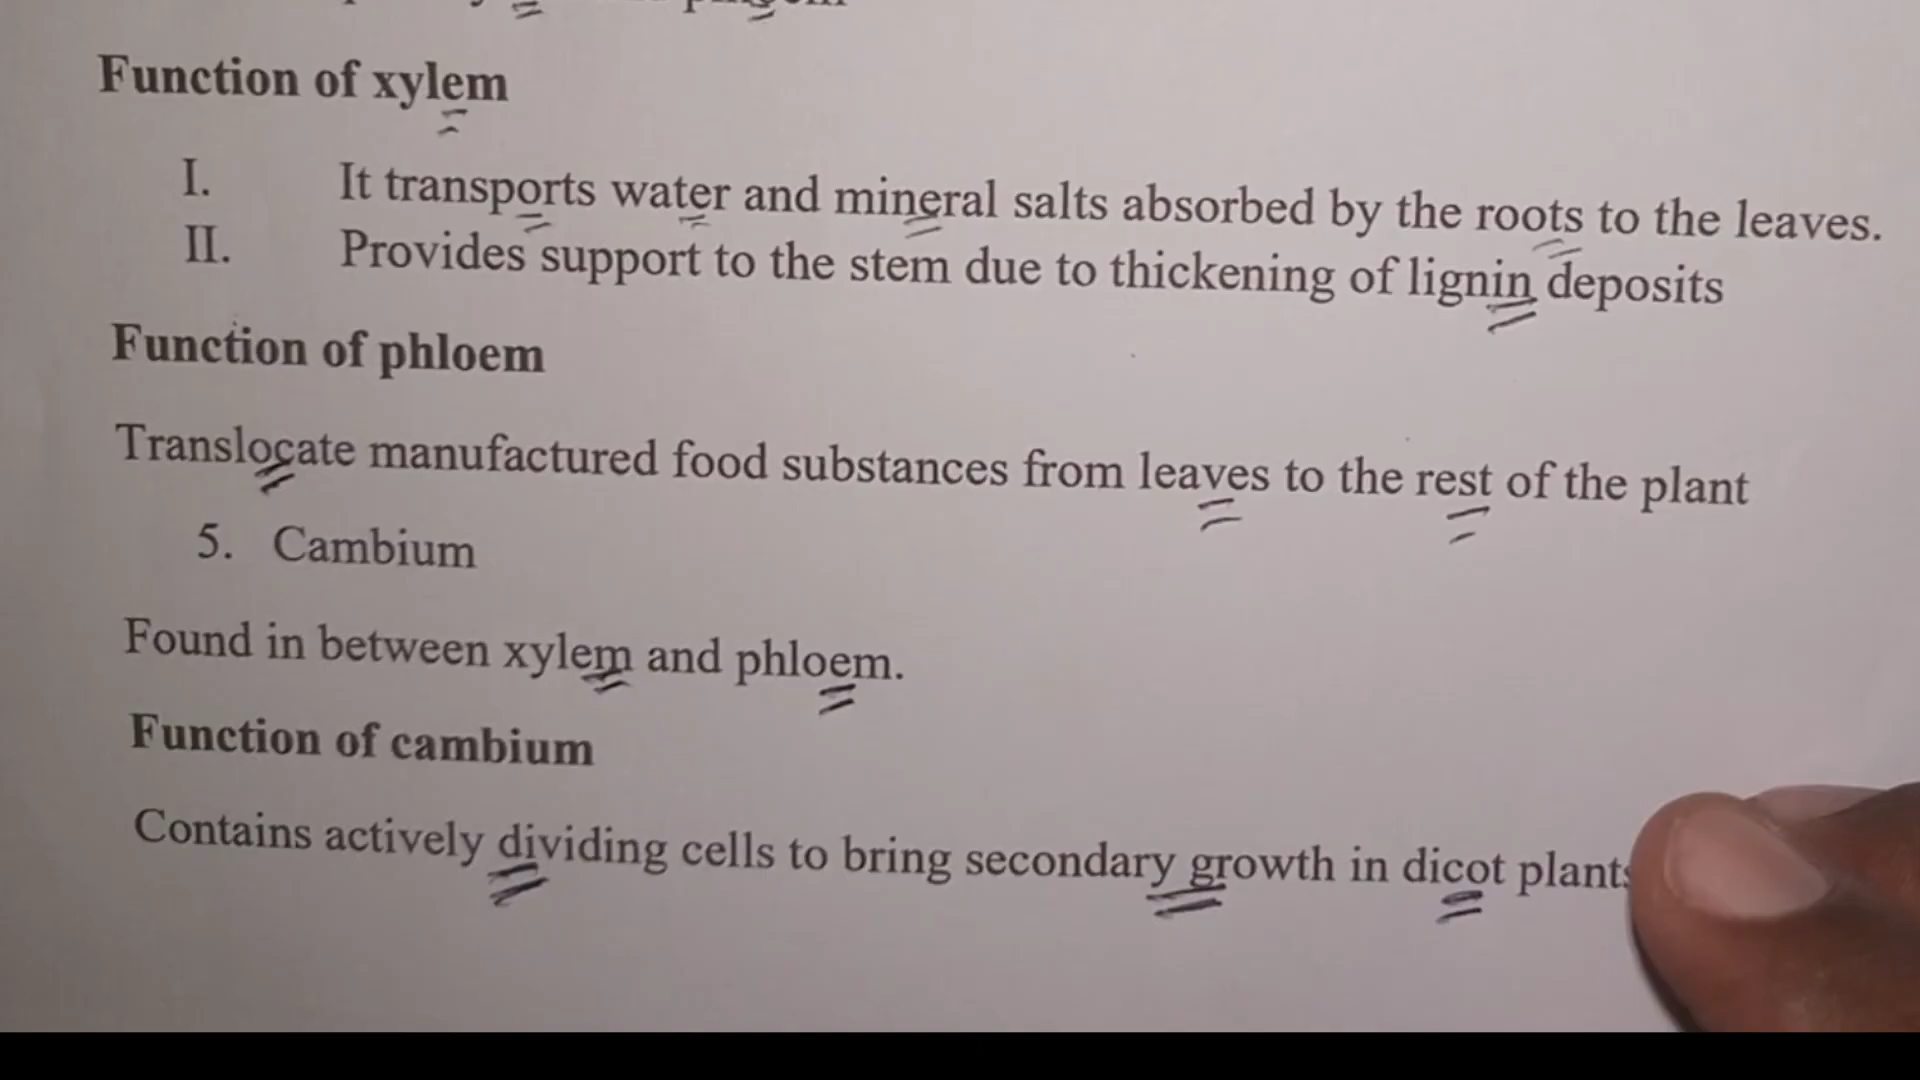 Function of xylem
I. It transports water and mineral salts absorbed by the roots to the leaves.
II. Provides support to the stem due to thickening of lignin deposits
Function of phloem
Translocate manufactured food substances from leaves to the rest of the plant
5. Cambium
Found in between xylem and phloem.
Function of cambium
Contains actively dividing cells to bring secondary growth in dicot plants